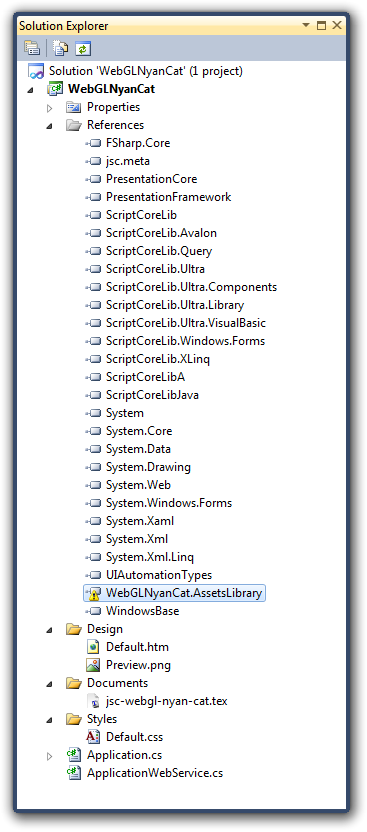 Solution Explorer
Solution 'WebGLNyanCat' (1 project)
WebGLNyanCat
Properties
References
FSharp.Core
jsc.meta
PresentationCore
PresentationFramework
ScriptCoreLib
ScriptCoreLib.Avalon
ScriptCoreLib.Query
ScriptCoreLib.Ultra
ScriptCoreLib.Ultra.Components
ScriptCoreLib.Ultra.Library
ScriptCoreLib.Ultra.VisualBasic
ScriptCoreLib.Windows.Forms
ScriptCoreLib.XLinq
ScriptCoreLibA
ScriptCoreLibJava
System
System.Core
System.Data
System.Drawing
System.Web
System.Windows.Forms
System.Xaml
System.Xml
System.Xml.Linq
UIAutomationTypes
WebGLNyanCat.AssetsLibrary
WindowsBase
Design
Default.htm
Preview.png
Documents
jsc-webgl-nyan-cat.tex
Styles
Default.css
Application.cs
ApplicationWebService.cs